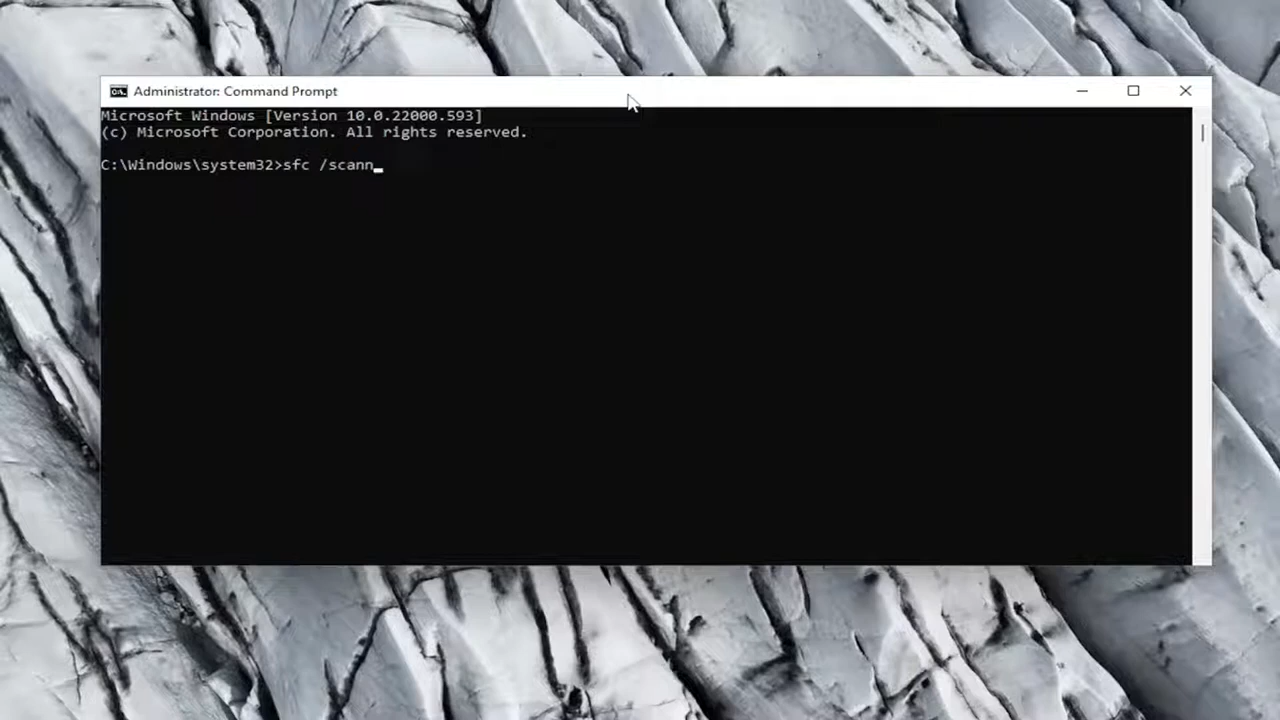 Administrator: Command Prompt
Microsoft Windows [Version 10.0.22000.593]
(c) Microsoft Corporation. All rights reserved.
C:\Windows\system32>sfc /scann